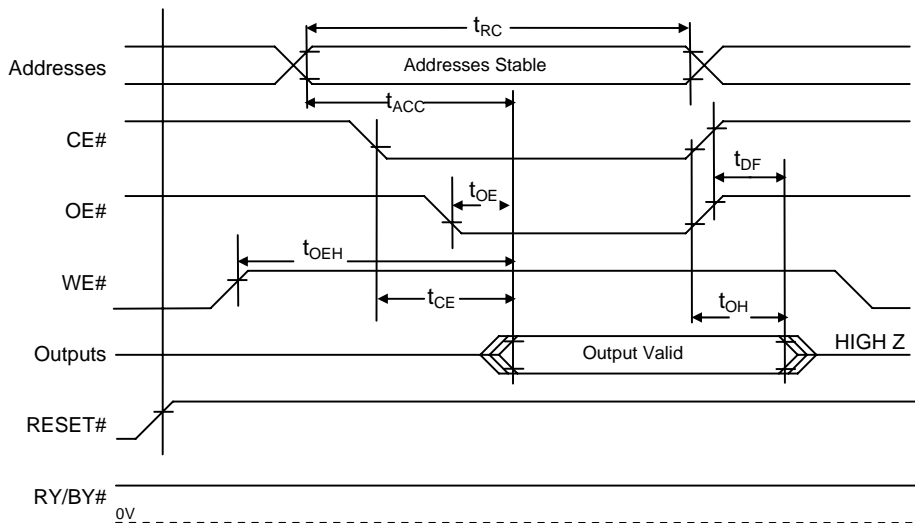 tRC
Addresses
Addresses Stable
tACC
CE#
tDF
tOE
OE#
tOEH
WE#
tCE
tOH
Outputs
Output Valid
HIGH Z
RESET#
RY/BY#
0V